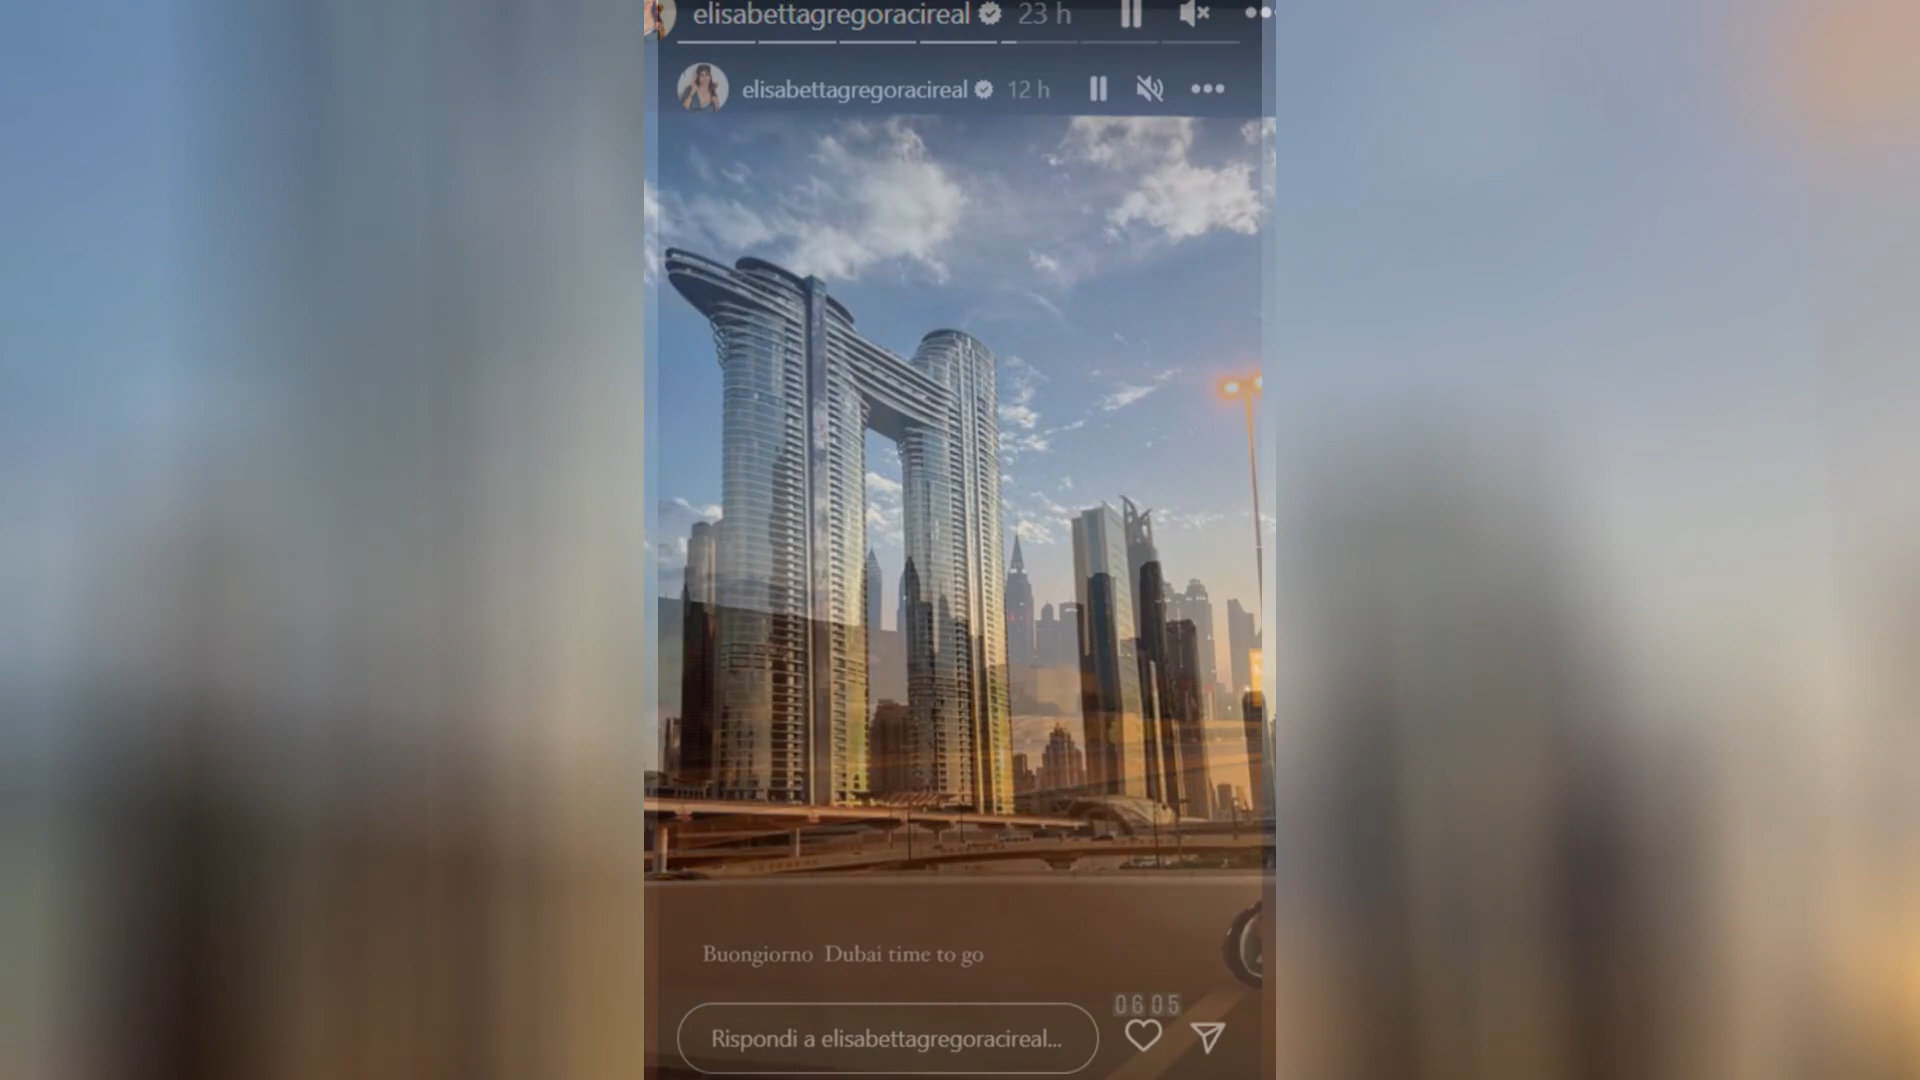 elisabettagregoracireal 23 h
elisabettagregoracireal 12 h
Buongiorno Dubai time to go
06 05
Rispondi a elisabettagregoracireal...